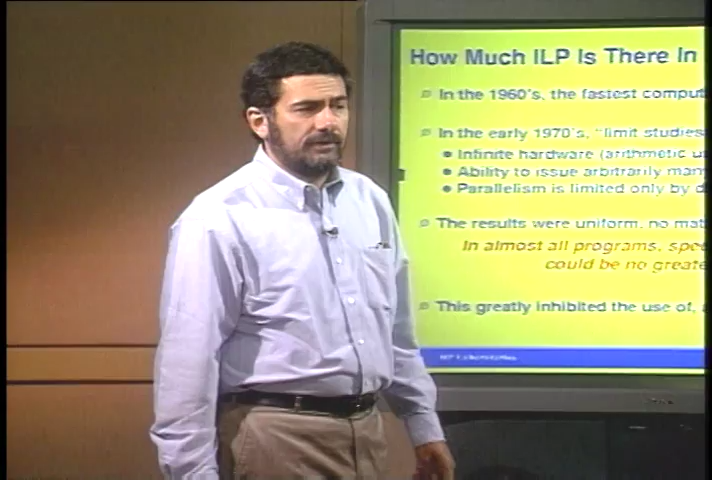 How Much ILP Is There In
In the 1960's, the fastest comput
In the early 1970's, "limit studies
Infinite hardware (arithmetic u
Ability to issue arbitrarily man
Parallelism is limited only by d
The results were uniform, no mat
In almost all programs, spe
could be no greate
This greatly inhibited the use of,